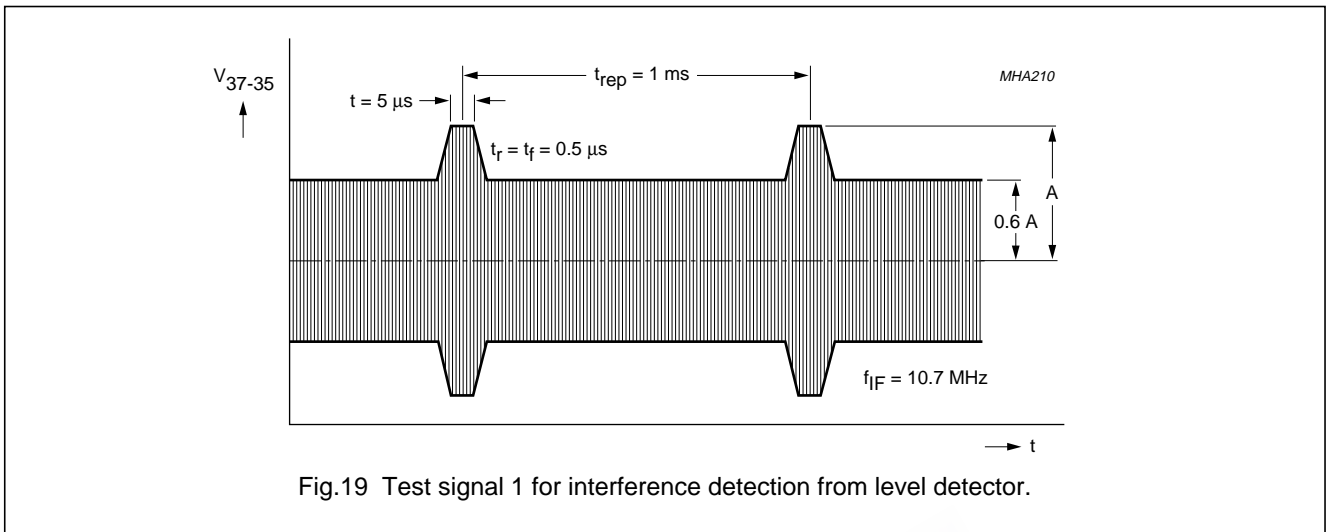 V37-35
trep = 1 ms
MHA210
t = 5 μs
tr = tf = 0.5 μs
A
0.6 A
fIF = 10.7 MHz
t
Fig.19 Test signal 1 for interference detection from level detector.